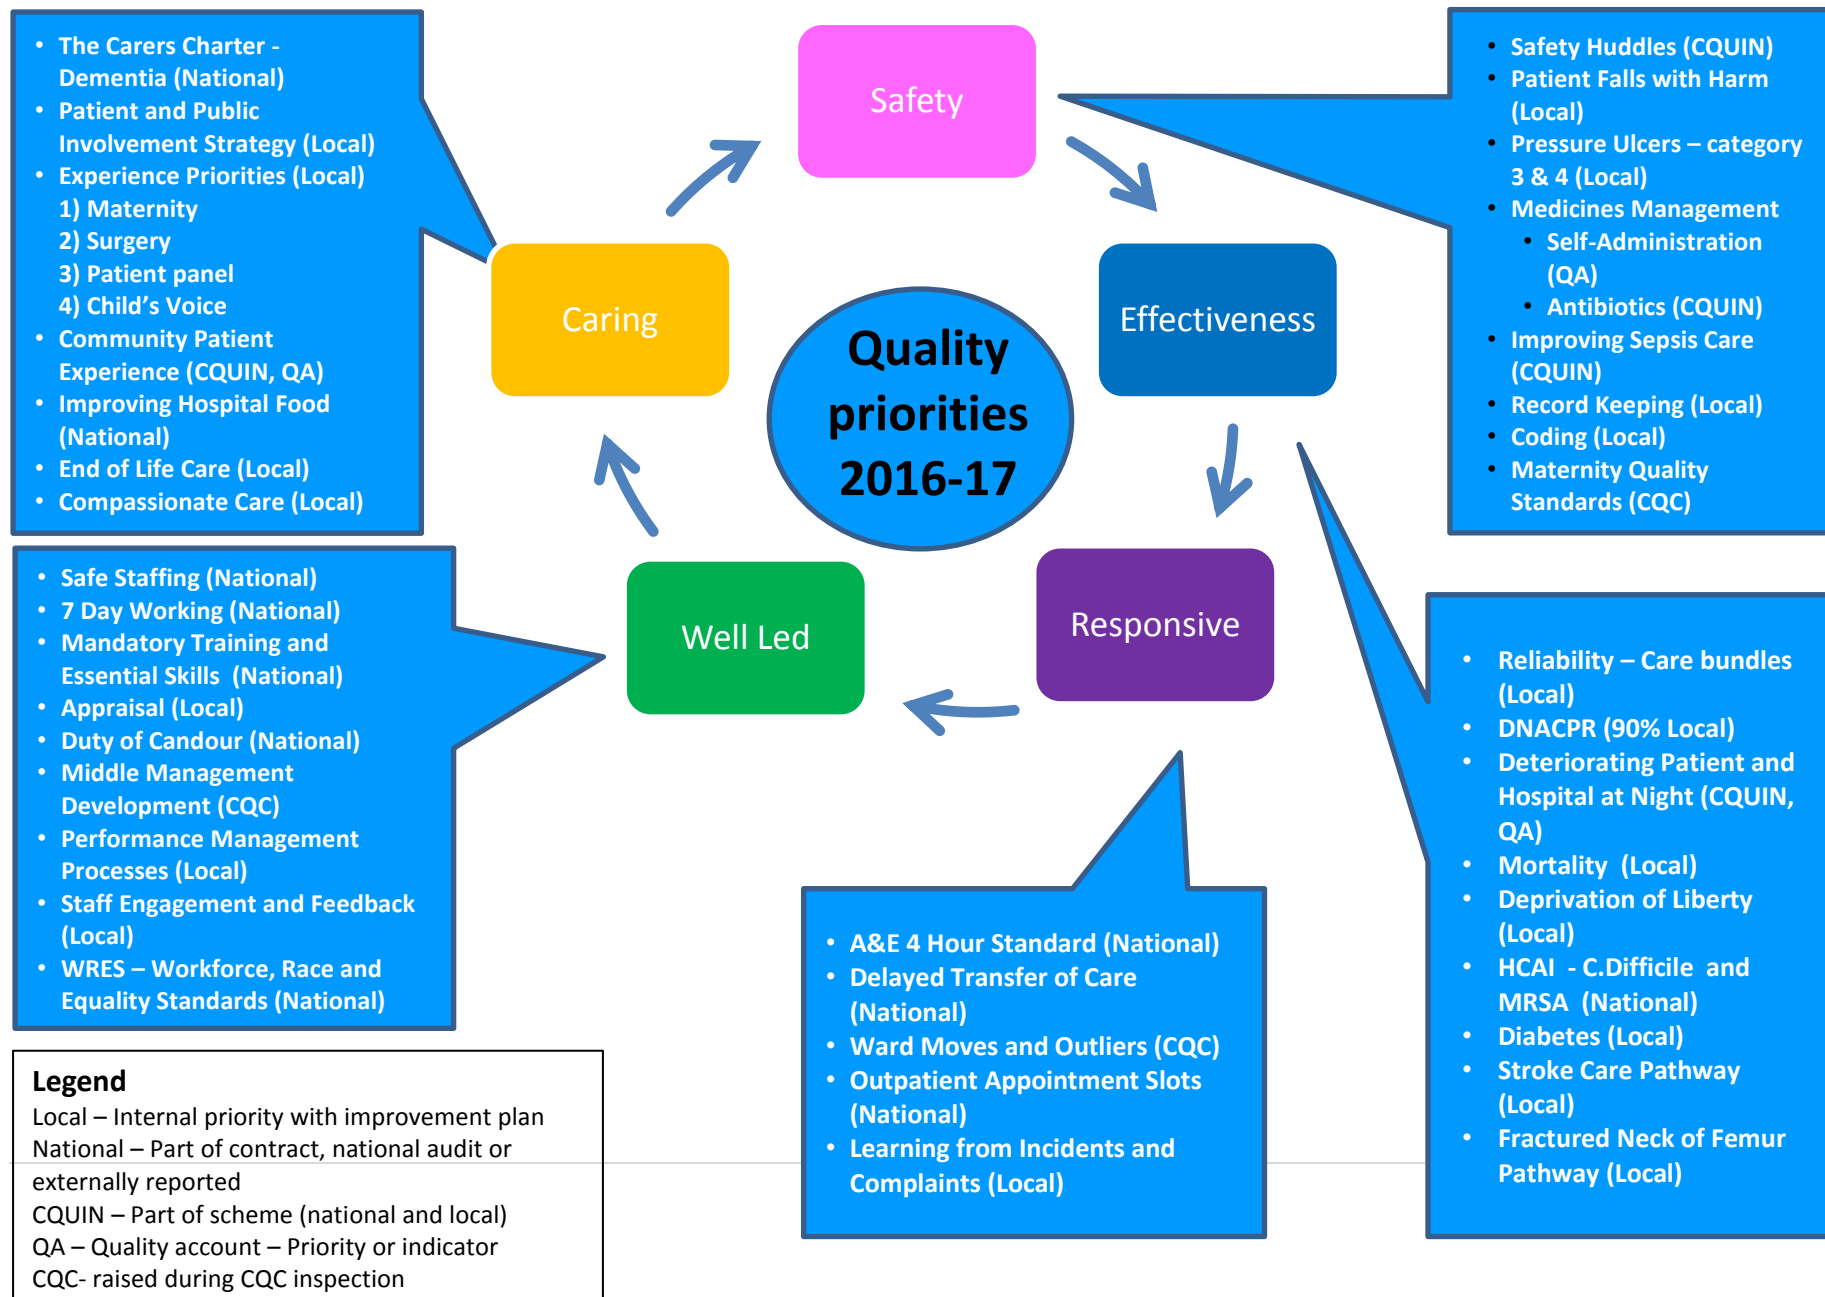 • The Carers Charter -
Dementia (National)
• Patient and Public
Involvement Strategy (Local)
• Experience Priorities (Local)
1) Maternity
2) Surgery
3) Patient panel
4) Child’s Voice
• Community Patient
Experience (CQUIN, QA)
• Improving Hospital Food
(National)
• End of Life Care (Local)
• Compassionate Care (Local)
Safety
• Safety Huddles (CQUIN)
• Patient Falls with Harm
(Local)
• Pressure Ulcers – category
3 & 4 (Local)
• Medicines Management
• Self-Administration
(QA)
• Antibiotics (CQUIN)
• Improving Sepsis Care
(CQUIN)
• Record Keeping (Local)
• Coding (Local)
• Maternity Quality
Standards (CQC)
Caring
Quality
priorities
2016-17
Effectiveness
• Safe Staffing (National)
• 7 Day Working (National)
• Mandatory Training and
Essential Skills  (National)
• Appraisal (Local)
• Duty of Candour (National)
• Middle Management
Development (CQC)
• Performance Management
Processes (Local)
• Staff Engagement and Feedback
(Local)
• WRES – Workforce, Race and
Equality Standards (National)
Well Led
Responsive
• Reliability – Care bundles
(Local)
• DNACPR (90% Local)
• Deteriorating Patient and
Hospital at Night (CQUIN,
QA)
• Mortality  (Local)
• Deprivation of Liberty
(Local)
• HCAI  - C.Difficile  and
MRSA  (National)
• Diabetes (Local)
• Stroke Care Pathway
(Local)
• Fractured Neck of Femur
Pathway (Local)
• A&E 4 Hour Standard (National)
• Delayed Transfer of Care
(National)
• Ward Moves and Outliers (CQC)
• Outpatient Appointment Slots
(National)
• Learning from Incidents and
Complaints (Local)
Legend
Local – Internal priority with improvement plan
National – Part of contract, national audit or
externally reported
CQUIN – Part of scheme (national and local)
QA – Quality account – Priority or indicator
CQC- raised during CQC inspection